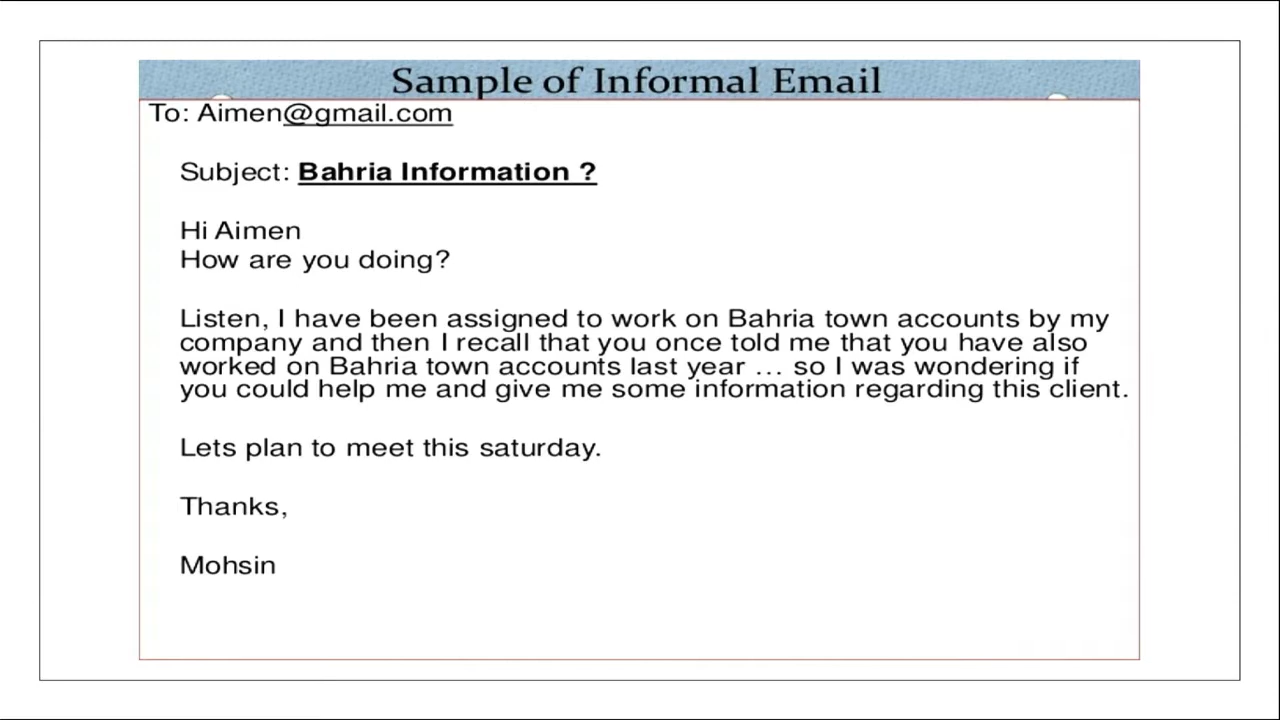 Sample of Informal Email
To: Aimen@gmail.com
Subject: Bahria Information ?
Hi Aimen
How are you doing?
Listen, I have been assigned to work on Bahria town accounts by my
company and then I recall that you once told me that you have also
worked on Bahria town accounts last year ... so I was wondering if
you could help me and give me some information regarding this client.
Lets plan to meet this saturday.
Thanks,
Mohsin